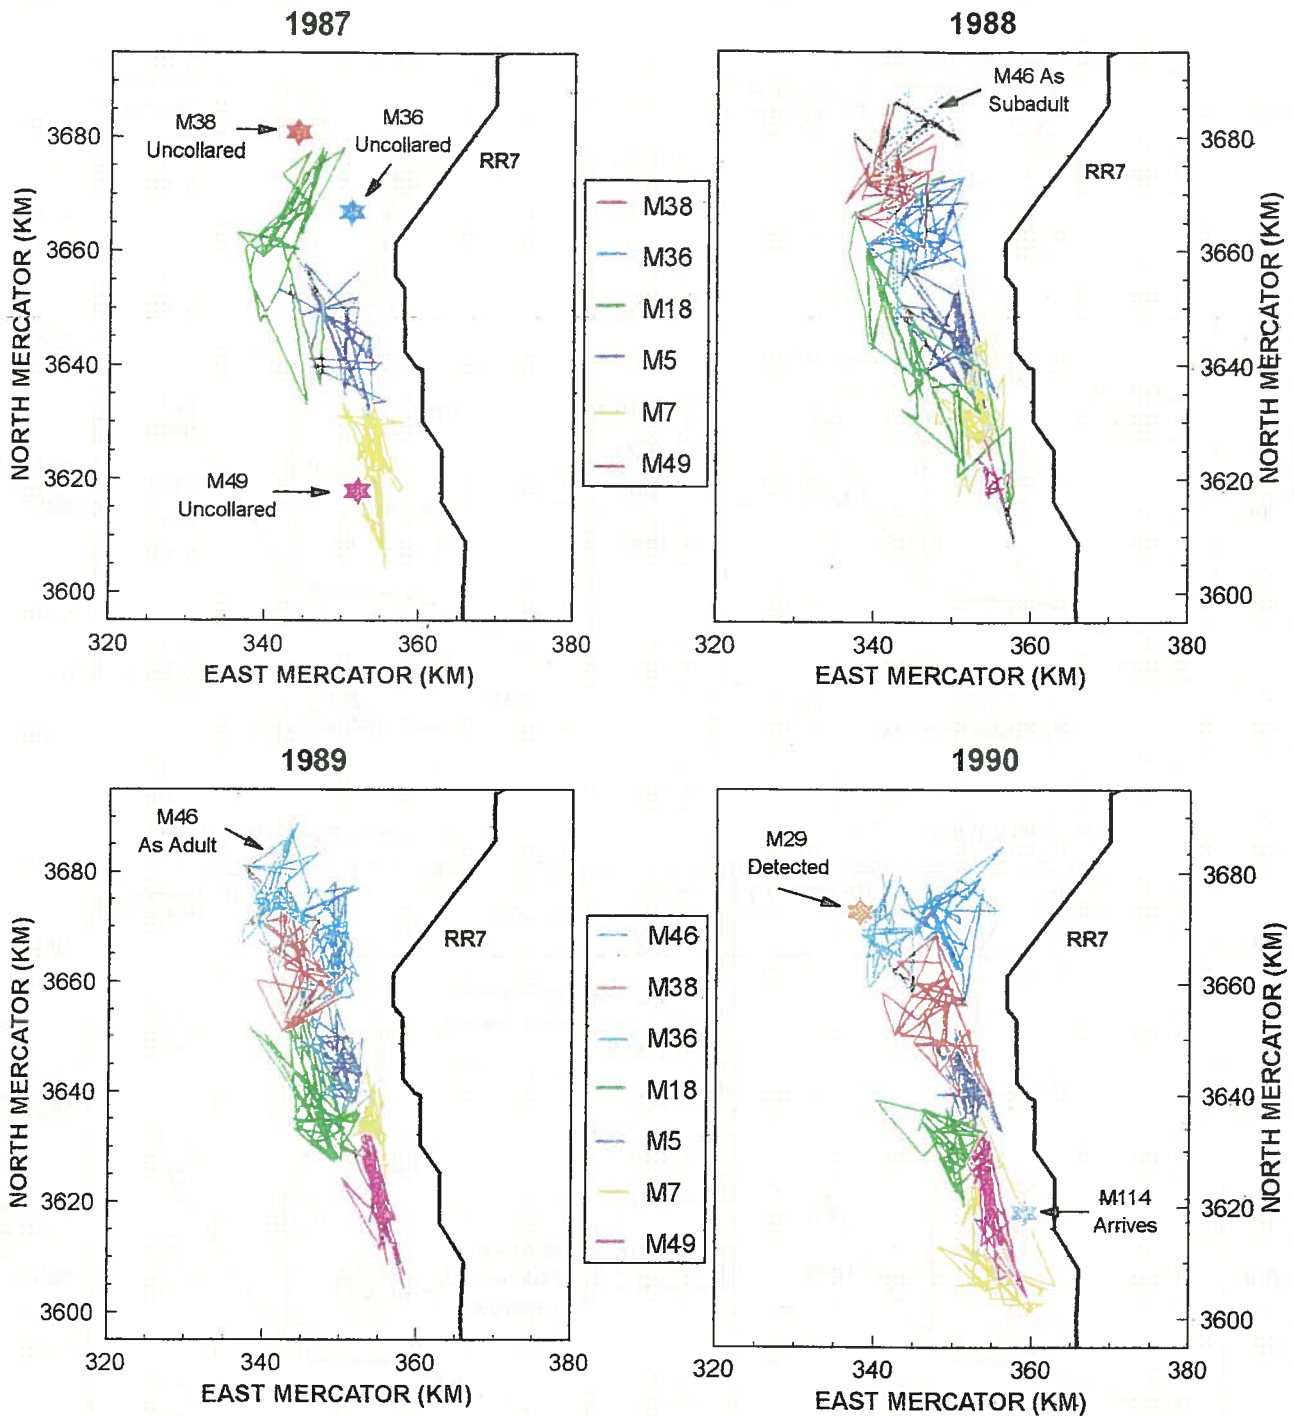 1987
1988
M38
Uncollared
M36
Uncollared
RR7
M49
Uncollared
3680
3660
3640
3620
3600
NORTH MERCATOR (KM)
320
340
360
380
EAST MERCATOR (KM)
M38
M36
M18
M5
M7
M49
M46 As
Subadult
RR7
3680
3660
3640
3620
3600
NORTH MERCATOR (KM)
320
340
360
380
EAST MERCATOR (KM)
1989
1990
M46
As Adult
RR7
3680
3660
3640
3620
3600
NORTH MERCATOR (KM)
320
340
360
380
EAST MERCATOR (KM)
M46
M38
M36
M18
M5
M7
M49
M29
Detected
RR7
M114
Arrives
3680
3660
3640
3620
3600
NORTH MERCATOR (KM)
320
340
360
380
EAST MERCATOR (KM)